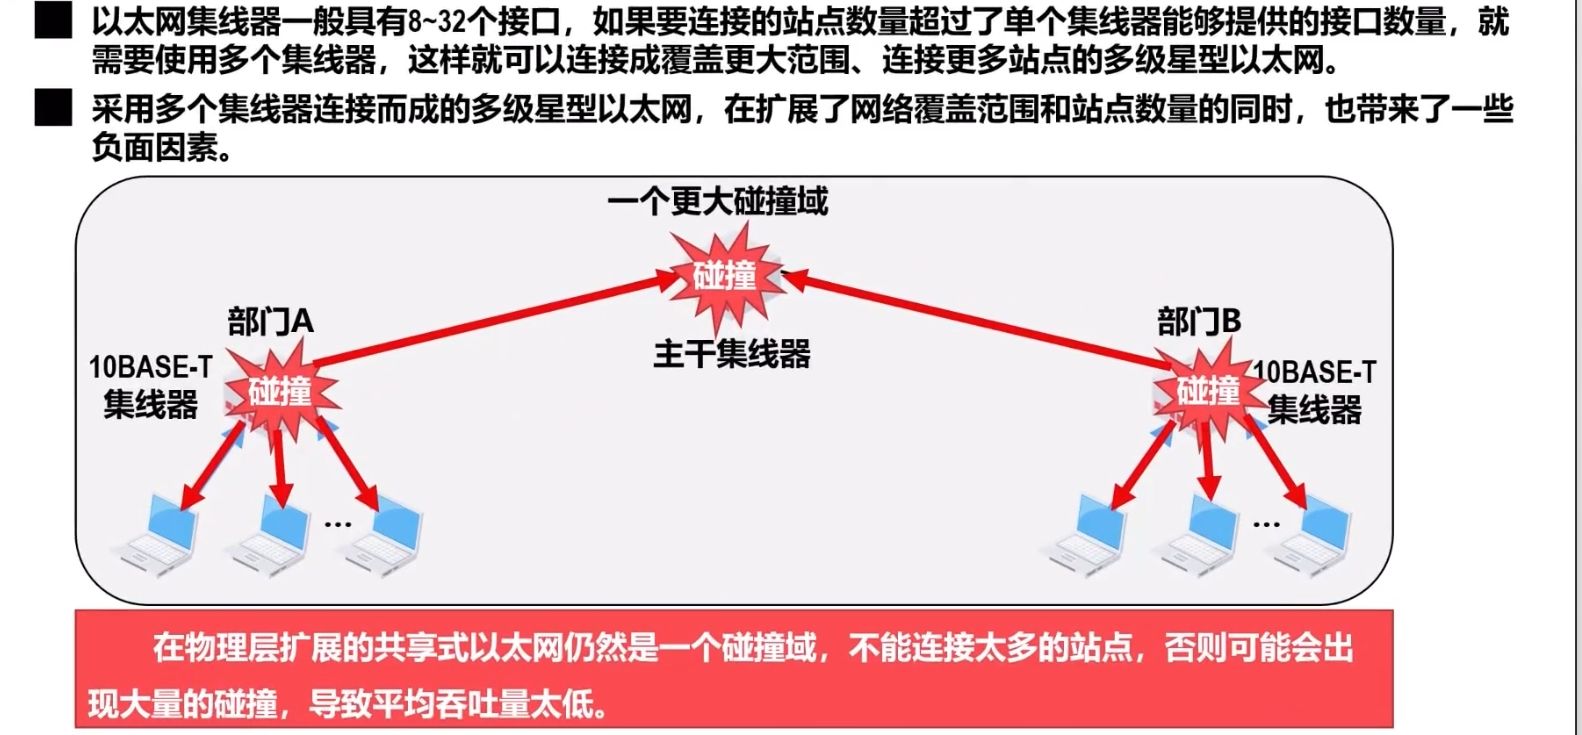 以太网集线器一般具有8~32个接口，如果要连接的站点数量超过了单个集线器能够提供的接口数量，就
需要使用多个集线器，这样就可以连接成覆盖更大范围、连接更多站点的多级星型以太网。
采用多个集线器连接而成的多级星型以太网，在扩展了网络覆盖范围和站点数量的同时，也带来了一些
负面因素。
一个更大碰撞域
碰撞
主干集线器
部门A
10BASE-T
集线器
碰撞
...
部门B
碰撞
10BASE-T
集线器
...
在物理层扩展的共享式以太网仍然是一个碰撞域，不能连接太多的站点，否则可能会出
现大量的碰撞，导致平均吞吐量太低。